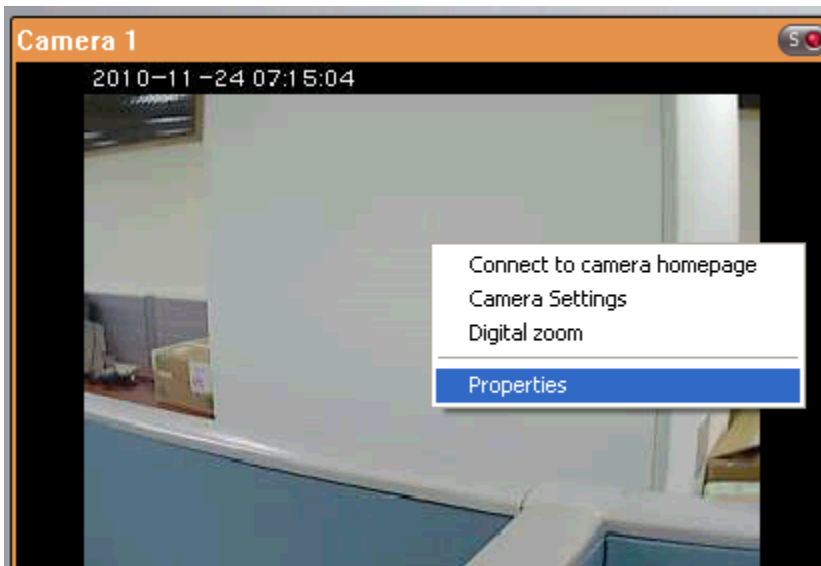 Camera 1
S
2010-11-24 07:15:04
Connect to camera homepage
Camera Settings
Digital zoom
Properties